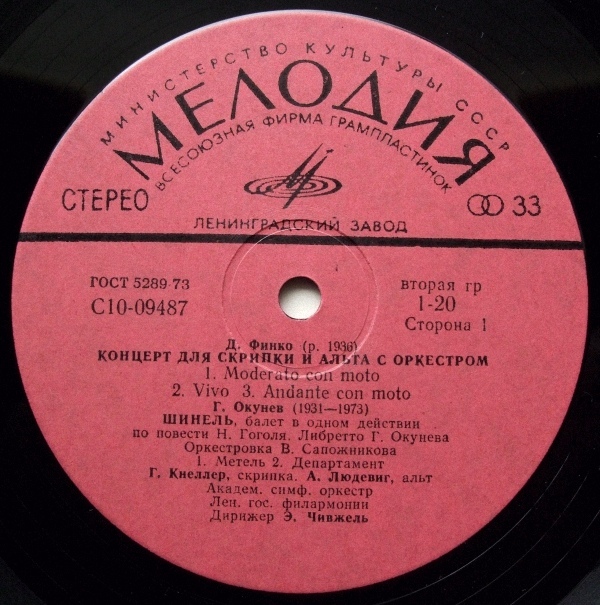 МИНИСТЕРСТВО КУЛЬТУРЫ СССР
МЕЛОДИЯ
ВСЕСОЮЗНАЯ ФИРМА ГРАМПЛАСТИНОК
СТЕРЕО
33
ЛЕНИНГРАДСКИЙ ЗАВОД
ГОСТ 5289-73
вторая гр
С10-09487
1-20
Сторона 1
Д. Финко (р. 1936)
КОНЦЕРТ ДЛЯ СКРИПКИ И АЛЬТА С ОРКЕСТРОМ
1. Moderato con moto
2. Vivo 3. Andante con moto
Г. Окунев (1931—1973)
ШИНЕЛЬ, балет в одном действии
по повести Н. Гоголя. Либретто Г. Окунева
Оркестровка В. Сапожникова
1. Метель 2. Департамент
Г. Кнеллер, скрипка. А. Людевиг, альт
Академ. симф. оркестр
Лен. гос. филармонии
Дирижер Э. Чивжель